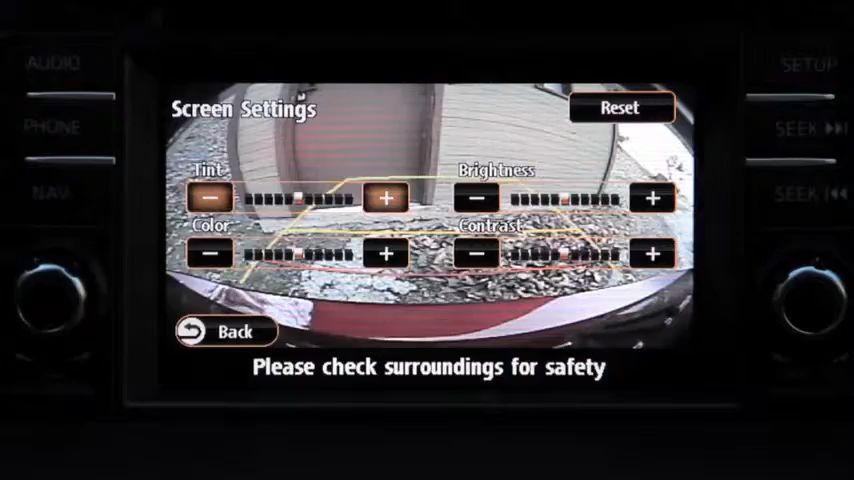 AUDIO
SETUP
Screen Settings
Reset
PHONE
SEEK
Tint
Brightness
NAV
SEEK
− + − +
Color
Contrast
− + − +
Back
Please check surroundings for safety